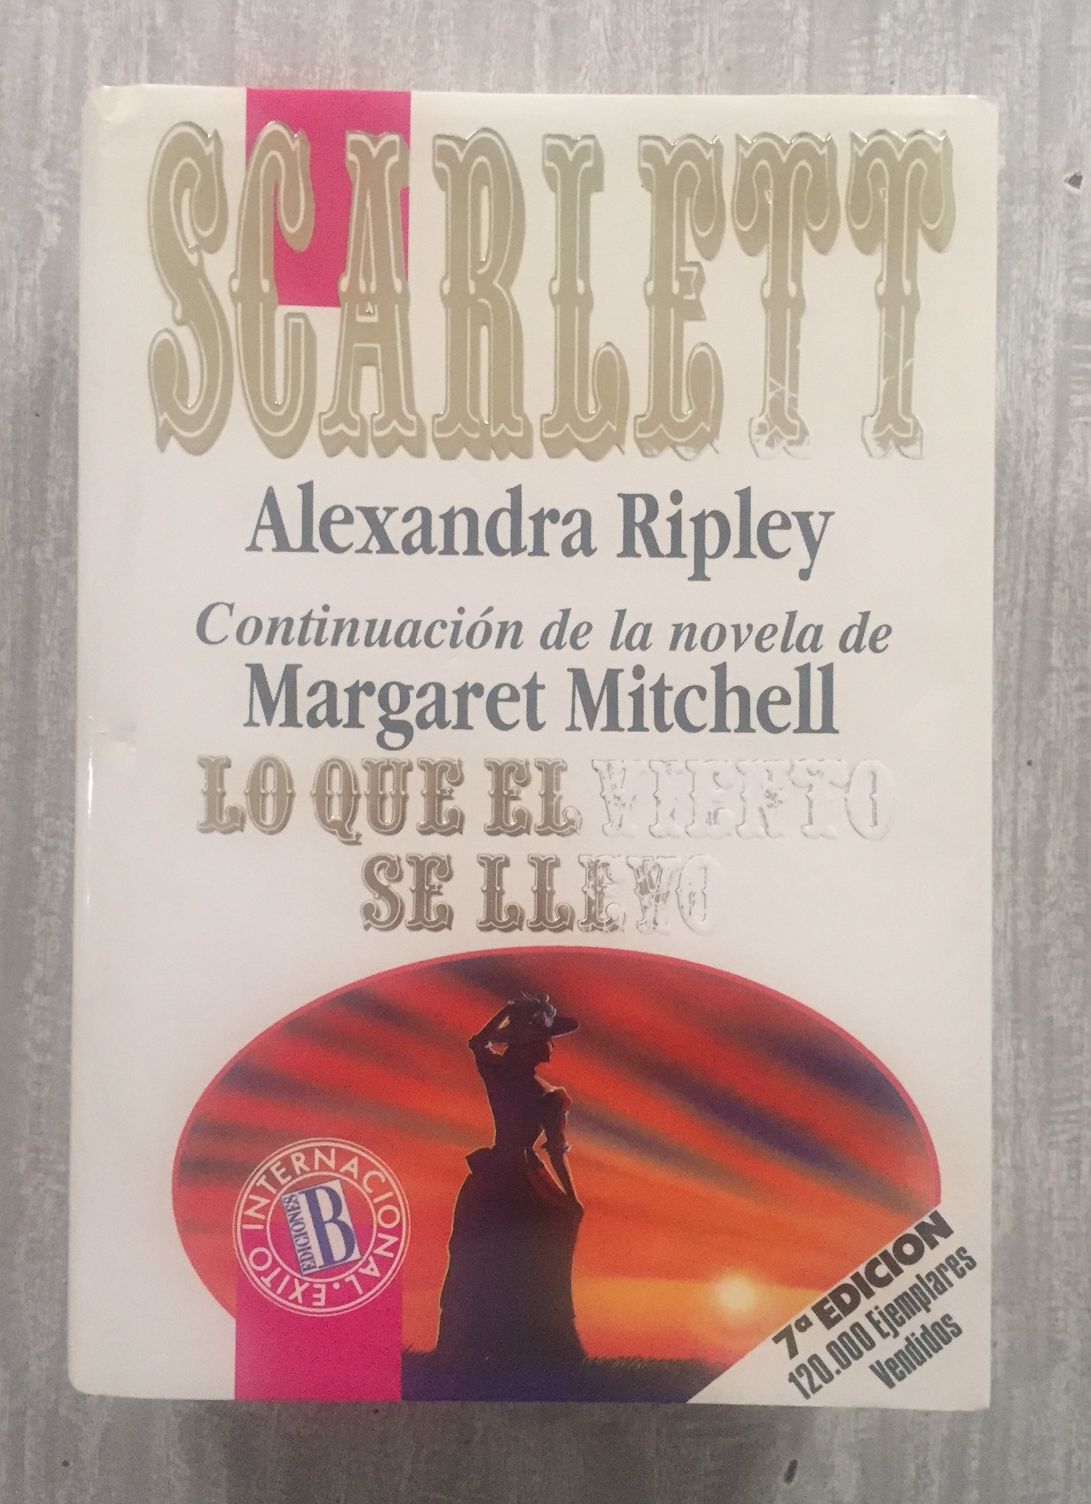 SCARLETT
Alexandra Ripley
Continuación de la novela de
Margaret Mitchell
LO QUE EL VIENTO
SE LLEVO
EXITO INTERNACIONAL.
EDICIONES
B
7ª EDICION
120.000 Ejemplares
Vendidos